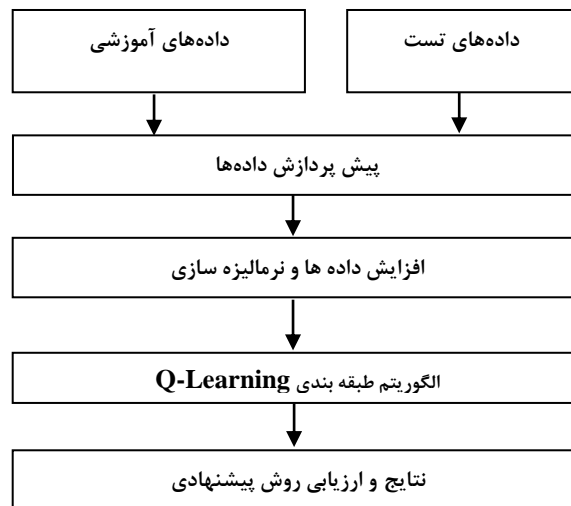 داده‌های تست
داده‌های آموزشی
پیش پردازش داده‌ها
افزایش داده ها و نرمالیزه سازی
الگوریتم طبقه بندی Q-Learning
نتایج و ارزیابی روش پیشنهادی